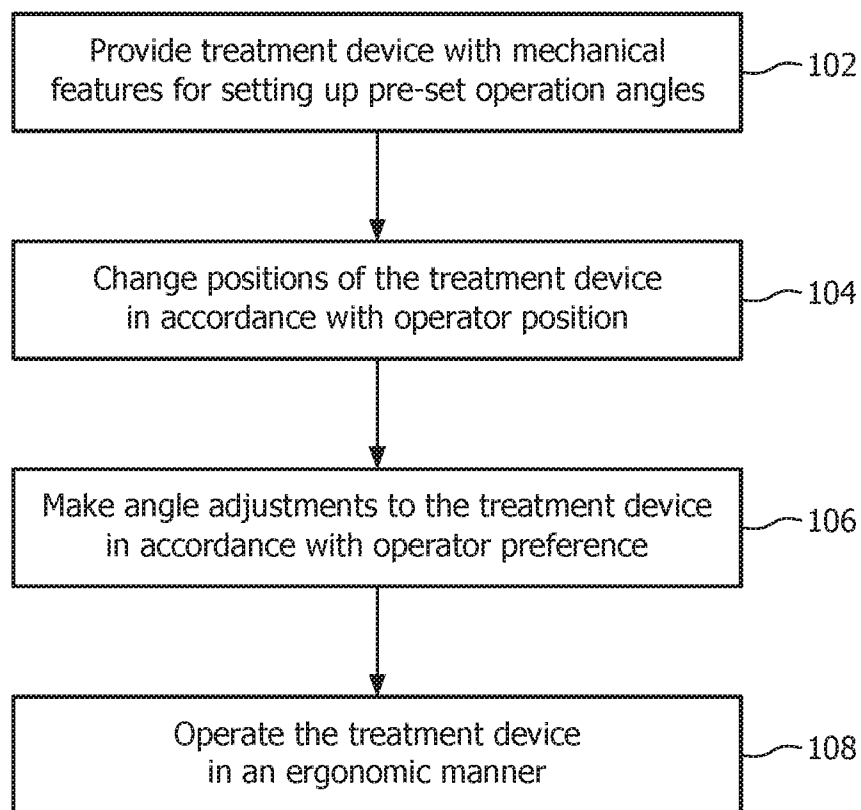 Provide treatment device with mechanical
features for setting up pre-set operation angles
102
Change positions of the treatment device
in accordance with operator position
104
Make angle adjustments to the treatment device
in accordance with operator preference
106
Operate the treatment device
in an ergonomic manner
108